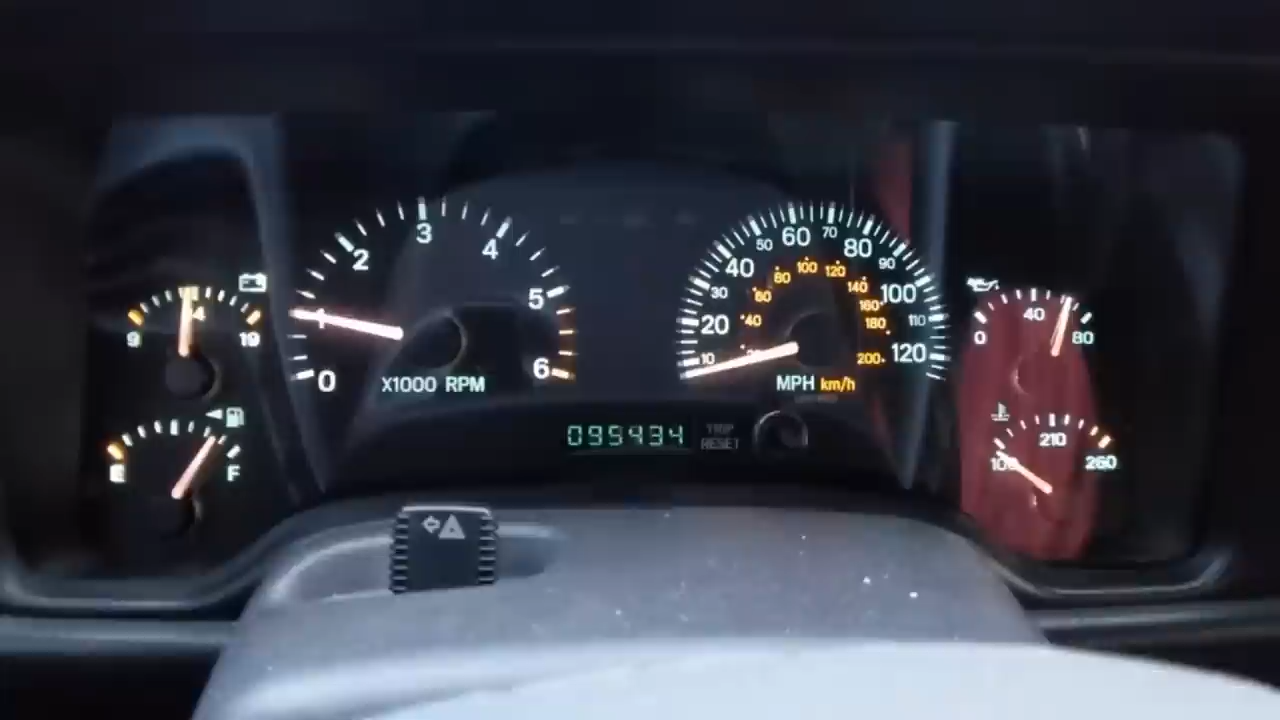 0 1 2 3 4 5 6
X1000 RPM
10 20 30 40 50 60 70 80 90 100 110 120
40 60 80 100 120 140 160 180 200
MPH km/h
9 14 19
E F
095434
TRIP
RESET
0 40 80
100 210 260